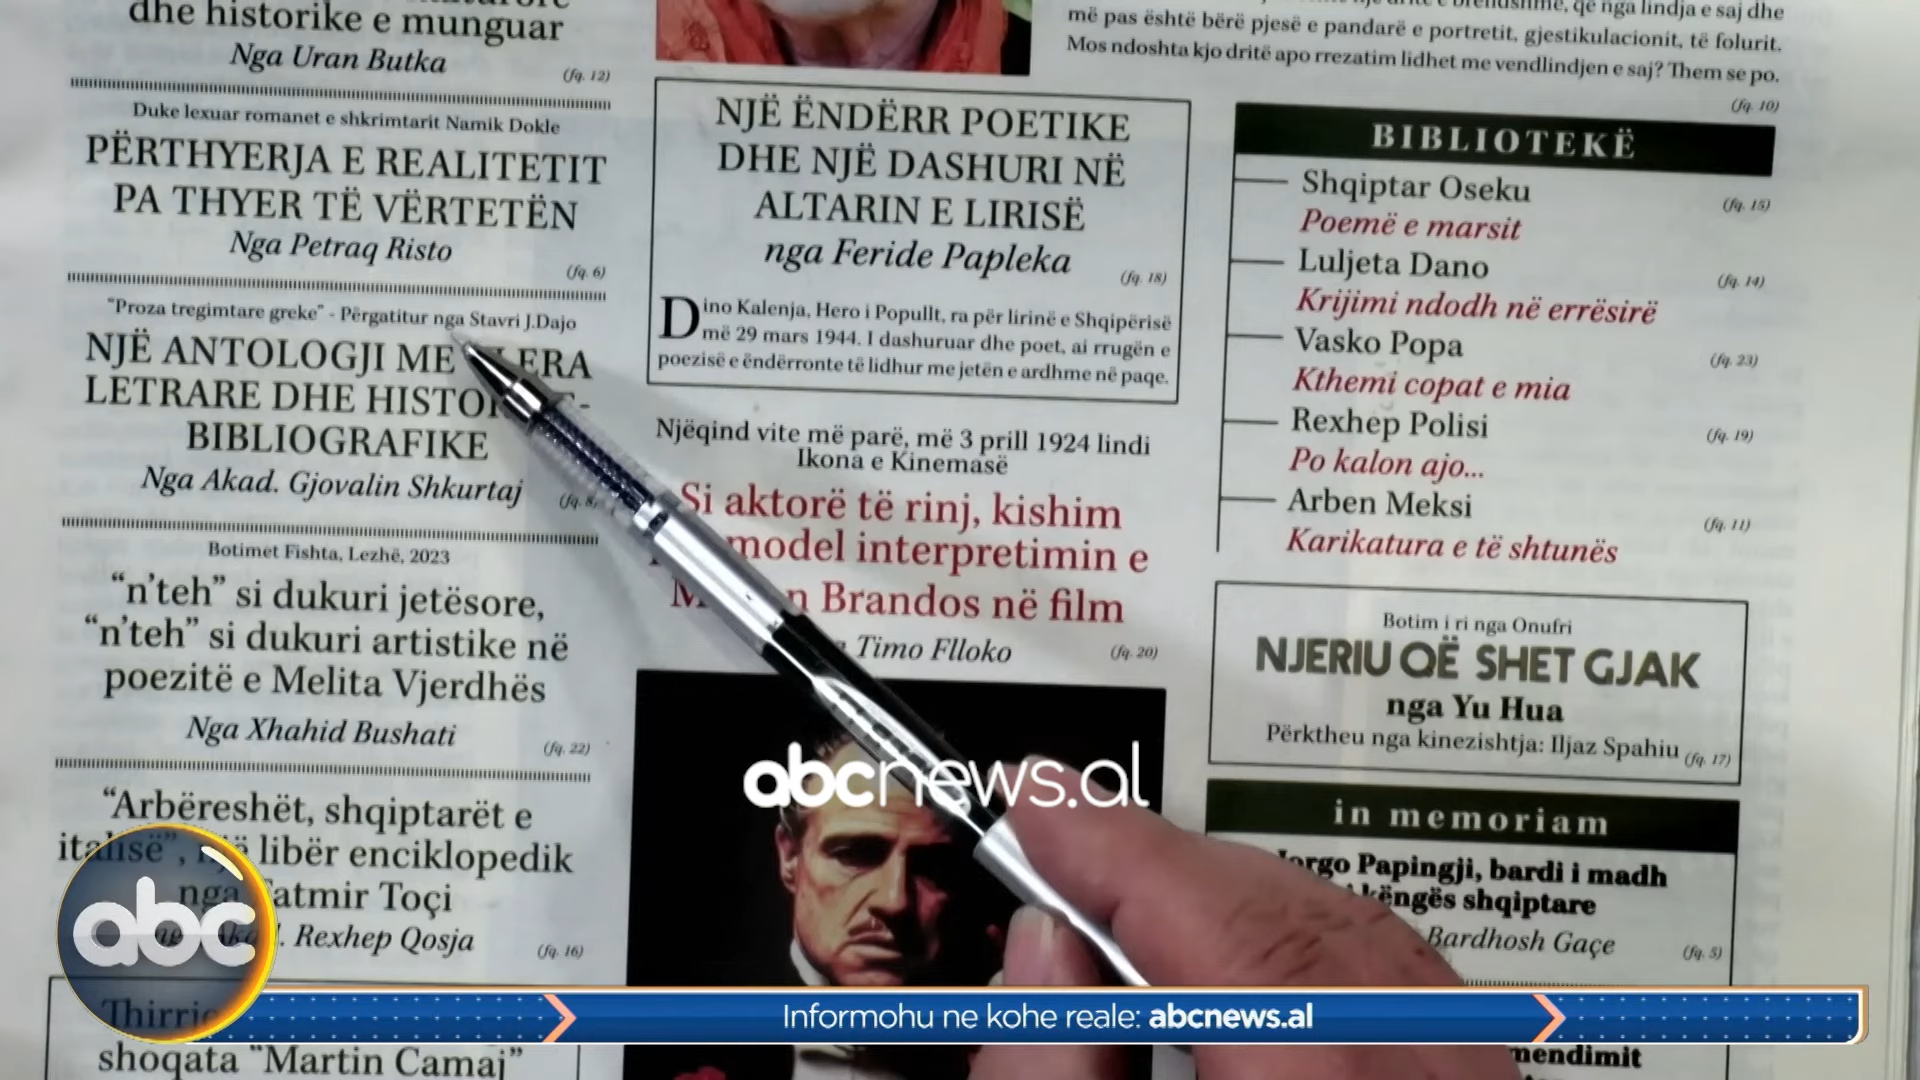 dhe historike e munguar
Nga Uran Butka
(fq. 12)
Duke lexuar romanet e shkrimtarit Namik Dokle
PËRTHYERJA E REALITETIT
PA THYER TË VËRTETËN
Nga Petraq Risto
(fq. 6)
"Proza tregimtare greke" - Përgatitur nga Stavri J.Dajo
NJË ANTOLOGJI ME
LETRARE DHE
BIBLIOGRAFIKE
Nga Akad. Gjovalin Shkurtaj
(fq. 8)
Botimet Fishta, Lezhë, 2023
“n’teh” si dukuri jetësore,
“n’teh” si dukuri artistike në
poezitë e Melita Vjerdhës
Nga Xhahid Bushati
(fq. 22)
“Arbëreshët, shqiptarët e
italisë”, një libër enciklopedik
nga Fatmir Toçi
Rexhep Qosja
(fq. 16)
shoqata “Martin Camaj”
NJË ËNDËRR POETIKE
DHE NJË DASHURI NË
ALTARIN E LIRISË
nga Feride Papleka
(fq. 18)
Dino Kalenja, Hero i Popullt, ra për lirinë e Shqipërisë
më 29 mars 1944. I dashuruar dhe poet, ai rrugën e
poezisë e ëndërronte të lidhur me jetën e ardhme në paqe.
Njëqind vite më parë, më 3 prill 1924 lindi
Ikona e Kinemasë
Si aktorë të rinj, kishim
model interpretimin e
Brandos në film
Timo Flloko
(fq. 20)
më pas është bërë pjesë e pandarë e portretit, gjestikulacionit, të folurit.
Mos ndoshta kjo dritë apo rrezatim lidhet me vendlindjen e saj? Them se po.
(fq. 10)
BIBLIOTEKË
Shqiptar Oseku
(fq. 15)
Poemë e marsit
Luljeta Dano
(fq. 14)
Krijimi ndodh në errësirë
Vasko Popa
(fq. 23)
Kthemi copat e mia
Rexhep Polisi
(fq. 19)
Po kalon ajo...
Arben Meksi
(fq. 11)
Karikatura e të shtunës
Botim i ri nga Onufri
NJERIU QË SHET GJAK
nga Yu Hua
Përktheu nga kinezishtja: Iljaz Spahiu (fq. 17)
in memoriam
Jorgo Papingji, bardi i madh
i këngës shqiptare
Bardhosh Gaçe
(fq. 5)
mendimit
abcnews.al
abc
Informohu ne kohe reale: abcnews.al